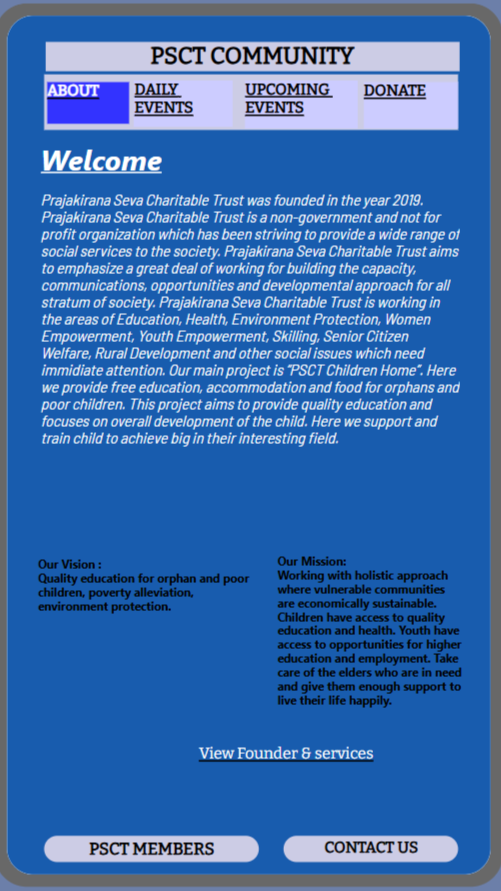 PSCT COMMUNITY
ABOUT
DAILY
EVENTS
UPCOMING
EVENTS
DONATE
Welcome
Prajakirana Seva Charitable Trust was founded in the year 2019.
Prajakirana Seva Charitable Trust is a non-government and not for
profit organization which has been striving to provide a wide range of
social services to the society. Prajakirana Seva Charitable Trust aims
to emphasize a great deal of working for building the capacity,
communications, opportunities and developmental approach for all
stratum of society. Prajakirana Seva Charitable Trust is working in
the areas of Education, Health, Environment Protection, Women
Empowerment, Youth Empowerment, Skilling, Senior Citizen
Welfare, Rural Development and other social issues which need
immidiate attention. Our main project is "PSCT Children Home". Here
we provide free education, accommodation and food for orphans and
poor children. This project aims to provide quality education and
focuses on overall development of the child. Here we support and
train child to achieve big in their interesting field.
Our Vision :
Quality education for orphan and poor
children, poverty alleviation,
environment protection.
Our Mission:
Working with holistic approach
where vulnerable communities
are economically sustainable.
Children have access to quality
education and health. Youth have
access to opportunities for higher
education and employment. Take
care of the elders who are in need
and give them enough support to
live their life happily.
View Founder & services
PSCT MEMBERS
CONTACT US